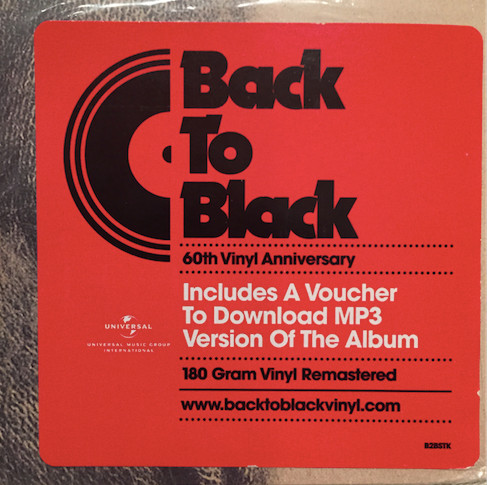 Back
To
Black
60th Vinyl Anniversary
Includes A Voucher
To Download MP3
Version Of The Album
UNIVERSAL
UNIVERSAL MUSIC GROUP
INTERNATIONAL
180 Gram Vinyl Remastered
www.backtoblackvinyl.com
B2BSTK